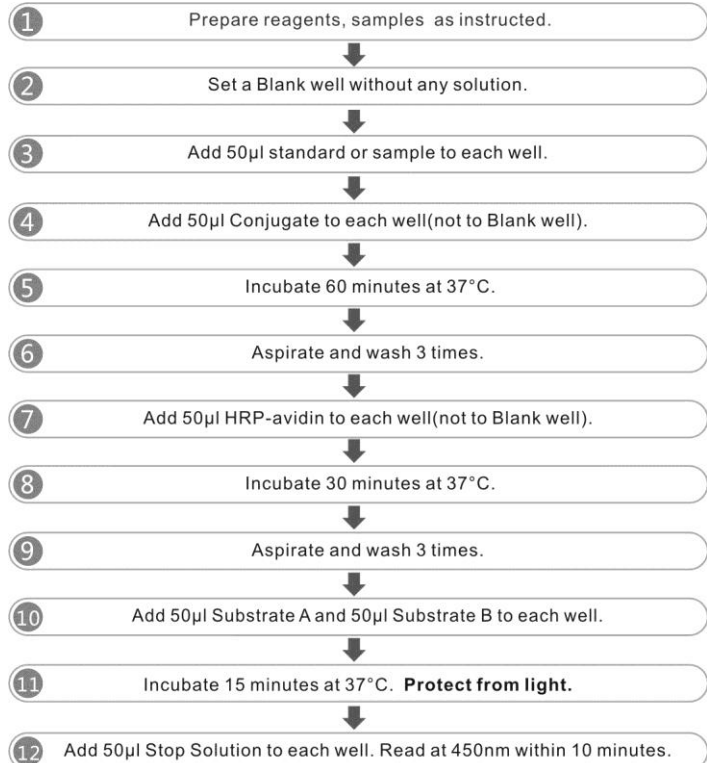 1 Prepare reagents, samples as instructed.
2 Set a Blank well without any solution.
3 Add 50µl standard or sample to each well.
4 Add 50µl Conjugate to each well(not to Blank well).
5 Incubate 60 minutes at 37°C.
6 Aspirate and wash 3 times.
7 Add 50µl HRP-avidin to each well(not to Blank well).
8 Incubate 30 minutes at 37°C.
9 Aspirate and wash 3 times.
10 Add 50µl Substrate A and 50µl Substrate B to each well.
11 Incubate 15 minutes at 37°C. Protect from light.
12 Add 50µl Stop Solution to each well. Read at 450nm within 10 minutes.